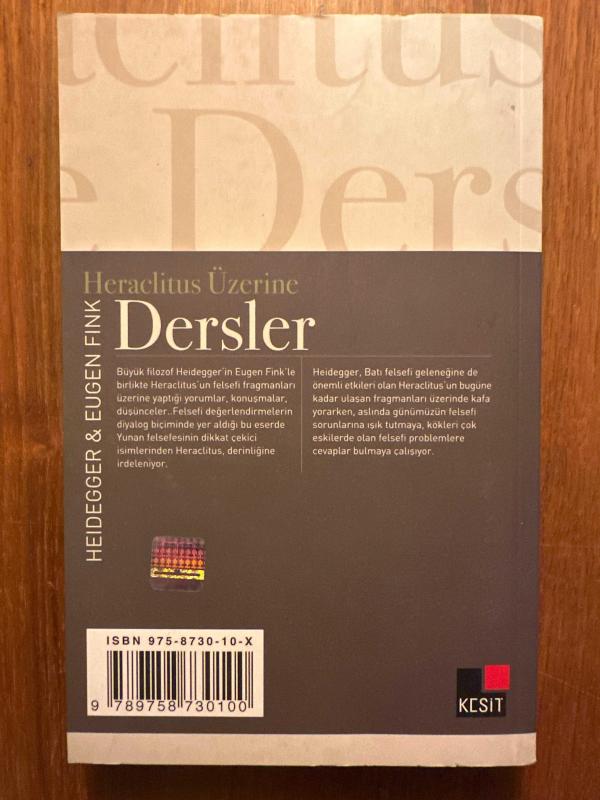 Heraclitus Üzerine
Dersler
HEIDEGGER & EUGEN FINK
Büyük filozof Heidegger'in Eugen Fink'le
birlikte Heraclitus'un felsefi fragmanları
üzerine yaptığı yorumlar, konuşmalar,
düşünceler..Felsefi değerlendirmelerin
diyalog biçiminde yer aldığı bu eserde
Yunan felsefesinin dikkat çekici
isimlerinden Heraclitus, derinliğine
irdeleniyor.
Heidegger, Batı felsefi geleneğine de
önemli etkileri olan Heraclitus'un bugüne
kadar ulaşan fragmanları üzerinde kafa
yorarken, aslında günümüzün felsefi
sorunlarına ışık tutmaya, kökleri çok
eskilerde olan felsefi problemlere
cevaplar bulmaya çalışıyor.
ISBN 975-8730-10-X
9 789758 730100
KESİT